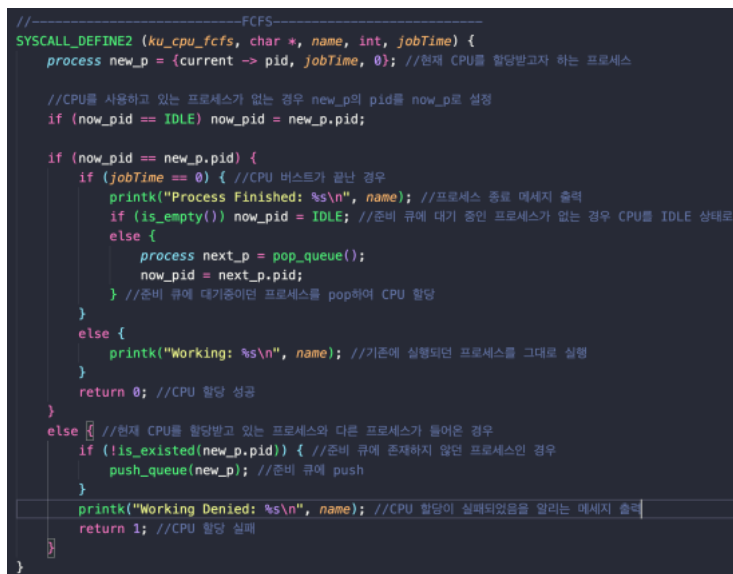 //---------------------------FCFS---------------------------
SYSCALL_DEFINE2 (ku_cpu_fcfs, char *, name, int, jobTime) {
process new_p = {current -> pid, jobTime, 0}; //현재 CPU를 할당받고자 하는 프로세스
//CPU를 사용하고 있는 프로세스가 없는 경우 new_p의 pid를 now_p로 설정
if (now_pid == IDLE) now_pid = new_p.pid;
if (now_pid == new_p.pid) {
if (jobTime == 0) { //CPU 버스트가 끝난 경우
printk("Process Finished: %s\n", name); //프로세스 종료 메세지 출력
if (is_empty()) now_pid = IDLE; //준비 큐에 대기 중인 프로세스가 없는 경우 CPU를 IDLE 상태로
else {
process next_p = pop_queue();
now_pid = next_p.pid;
} //준비 큐에 대기중이던 프로세스를 pop하여 CPU 할당
}
else {
printk("Working: %s\n", name); //기존에 실행되던 프로세스를 그대로 실행
}
return 0; //CPU 할당 성공
}
else { //현재 CPU를 할당받고 있는 프로세스와 다른 프로세스가 들어온 경우
if (!is_existed(new_p.pid)) { //준비 큐에 존재하지 않던 프로세스인 경우
push_queue(new_p); //준비 큐에 push
}
printk("Working Denied: %s\n", name); //CPU 할당이 실패되었음을 알리는 메세지 출력
return 1; //CPU 할당 실패
}
}